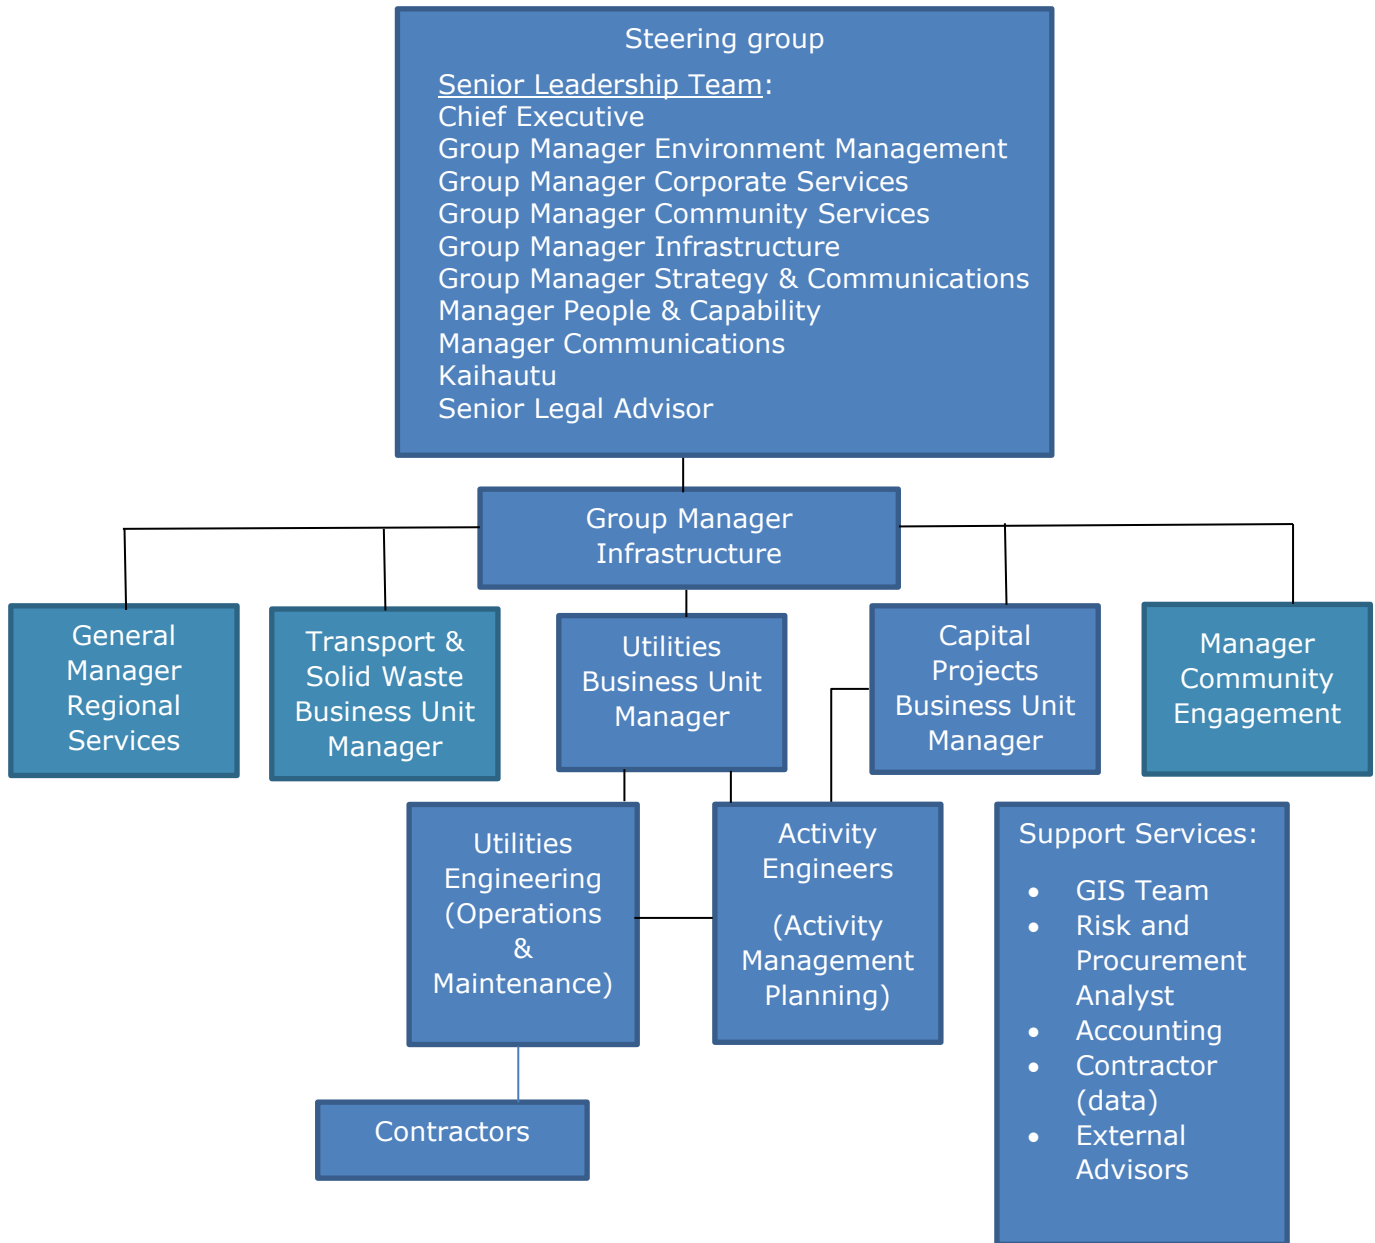 Steering group
Senior Leadership Team:
Chief Executive
Group Manager Environment Management
Group Manager Corporate Services
Group Manager Community Services
Group Manager Infrastructure
Group Manager Strategy & Communications
Manager People & Capability
Manager Communications
Kaihautu
Senior Legal Advisor
Group Manager
Infrastructure
General
Manager
Regional
Services
Transport &
Solid Waste
Business Unit
Manager
Utilities
Business Unit
Manager
Capital
Projects
Business Unit
Manager
Manager
Community
Engagement
Utilities
Engineering
(Operations
&
Maintenance)
Activity
Engineers
(Activity
Management
Planning)
Support Services:
• GIS Team
• Risk and
Procurement
Analyst
• Accounting
• Contractor
(data)
• External
Advisors
Contractors